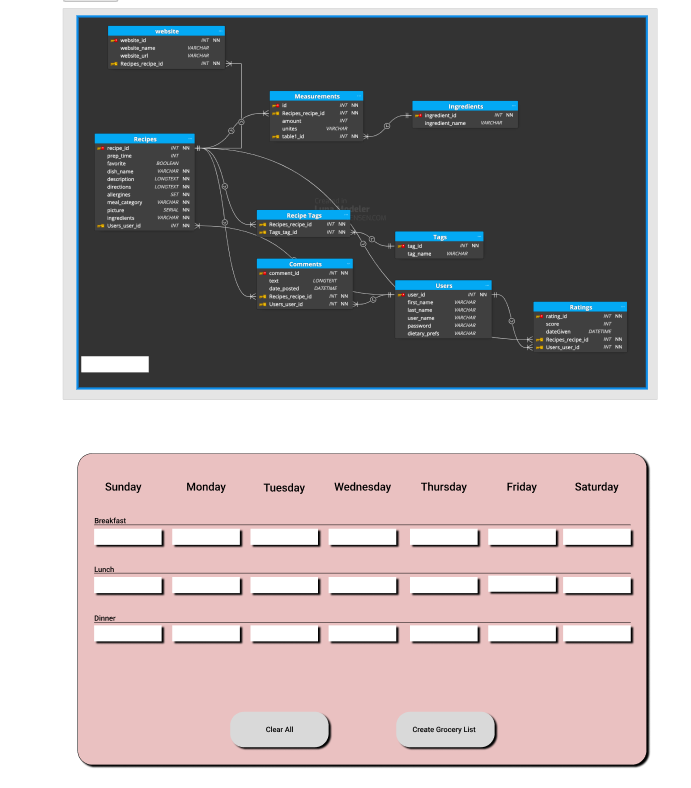 website
website_id INT NN
website_name VARCHAR
website_url VARCHAR
Recipes_recipe_id INT NN
Measurements
id INT NN
Recipes_recipe_id INT NN
amount INT
unites VARCHAR
table1_id INT NN
Ingredients
ingredient_id INT NN
ingredient_name VARCHAR
Recipes
recipe_id INT NN
prep_time INT
favorite BOOLEAN
dish_name VARCHAR NN
description LONGTEXT NN
directions LONGTEXT NN
allergines SET NN
meal_category VARCHAR NN
picture SERIAL NN
ingredients VARCHAR NN
Users_user_id INT NN
Recipe Tags
Recipes_recipe_id INT NN
Tags_tag_id INT NN
Tags
tag_id INT NN
tag_name VARCHAR
Comments
comment_id INT NN
text LONGTEXT
date_posted DATETIME
Recipes_recipe_id INT NN
Users_user_id INT NN
Users
user_id INT NN
first_name VARCHAR
last_name VARCHAR
user_name VARCHAR
password VARCHAR
dietary_prefs VARCHAR
Ratings
rating_id INT NN
score INT
dateGiven DATETIME
Recipes_recipe_id INT NN
Users_user_id INT NN
Sunday Monday Tuesday Wednesday Thursday Friday Saturday
Breakfast
Lunch
Dinner
Clear All Create Grocery List